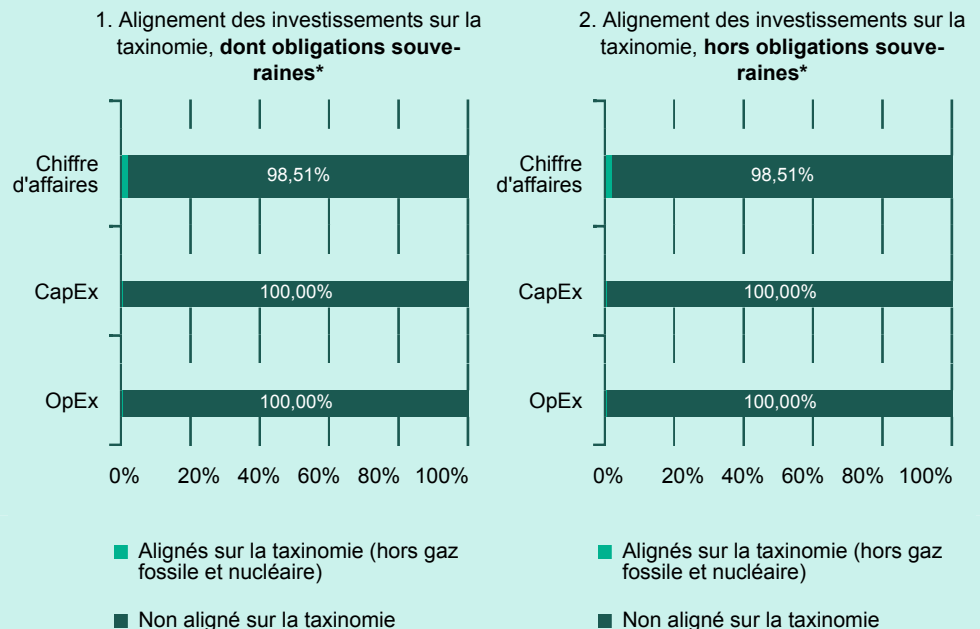 1. Alignement des investissements sur la
taxinomie, dont obligations souve-
raines*
Chiffre
d'affaires
98,51%
CapEx
100,00%
OpEx
100,00%
0% 20% 40% 60% 80% 100%
Alignés sur la taxinomie (hors gaz
fossile et nucléaire)
Non aligné sur la taxinomie
2. Alignement des investissements sur la
taxinomie, hors obligations souve-
raines*
Chiffre
d'affaires
98,51%
CapEx
100,00%
OpEx
100,00%
0% 20% 40% 60% 80% 100%
Alignés sur la taxinomie (hors gaz
fossile et nucléaire)
Non aligné sur la taxinomie